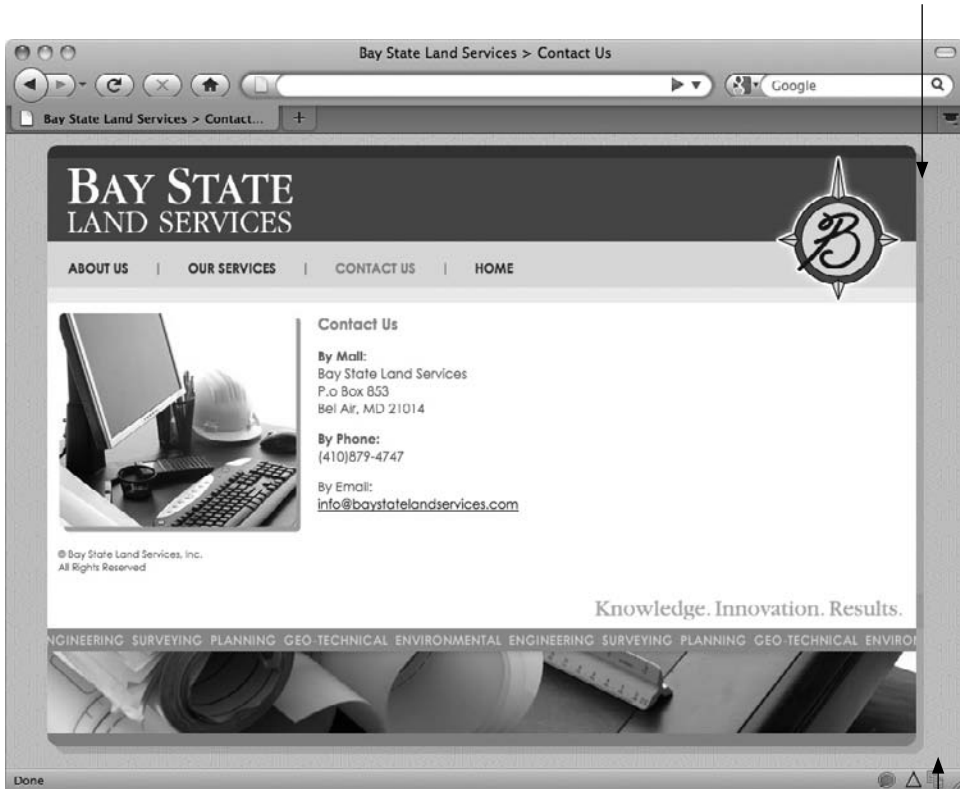 Bay State Land Services > Contact Us
Google
Bay State Land Services > Contact... +
BAY STATE
LAND SERVICES
B
ABOUT US | OUR SERVICES | CONTACT US | HOME
Contact Us
By Mail:
Bay State Land Services
P.o Box 853
Bel Air, MD 21014
By Phone:
(410)879-4747
By Email:
info@baystatelandservices.com
© Bay State Land Services, Inc.
All Rights Reserved
Knowledge. Innovation. Results.
NGINEERING SURVEYING PLANNING GEO-TECHNICAL ENVIRONMENTAL ENGINEERING SURVEYING PLANNING GEO-TECHNICAL ENVIRO
Done